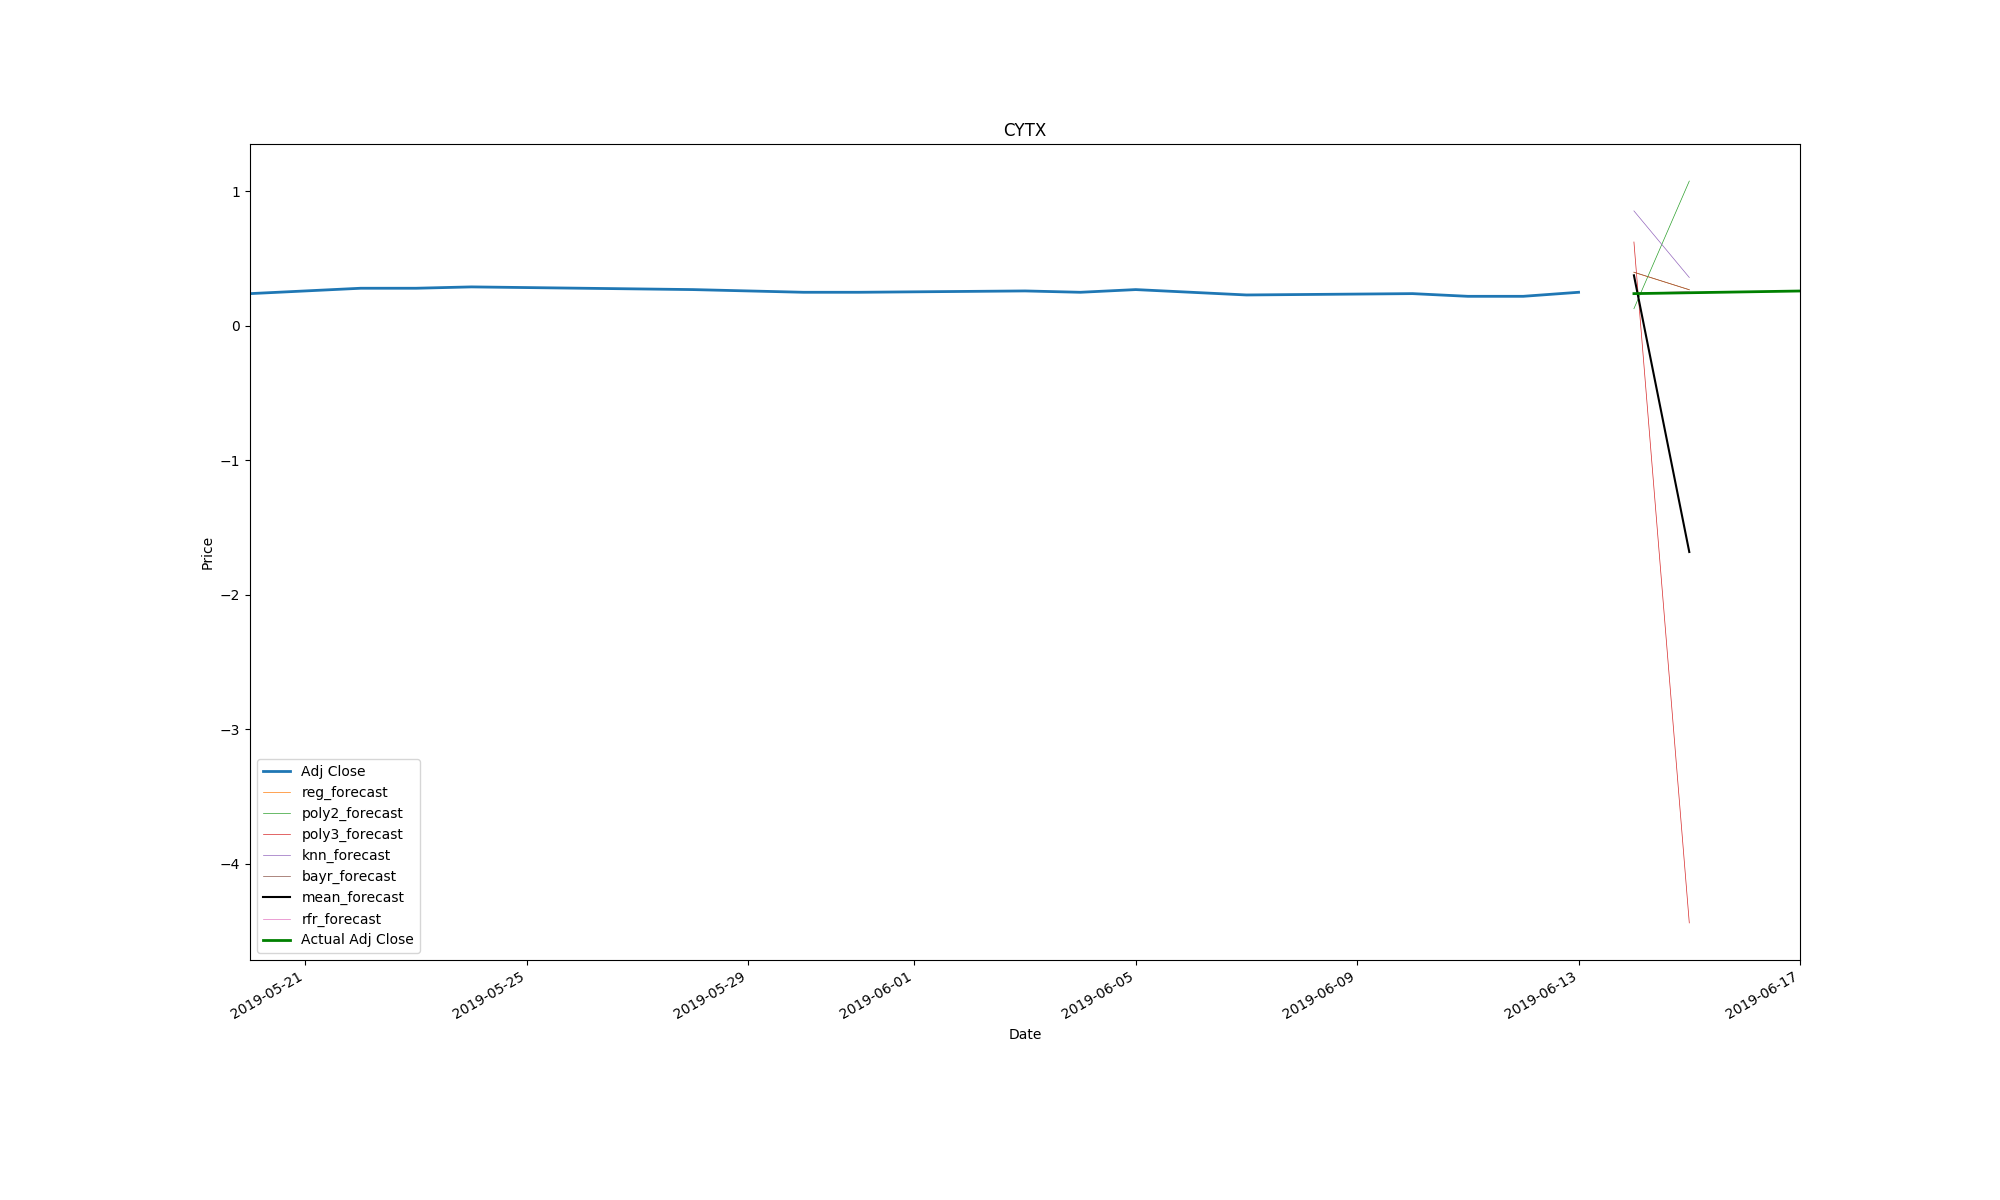 CYTX
1
0
−1
−2
−3
−4
Price
Adj Close
reg_forecast
poly2_forecast
poly3_forecast
knn_forecast
bayr_forecast
mean_forecast
rfr_forecast
Actual Adj Close
2019-05-21
2019-05-25
2019-05-29
2019-06-01
2019-06-05
2019-06-09
2019-06-13
2019-06-17
Date